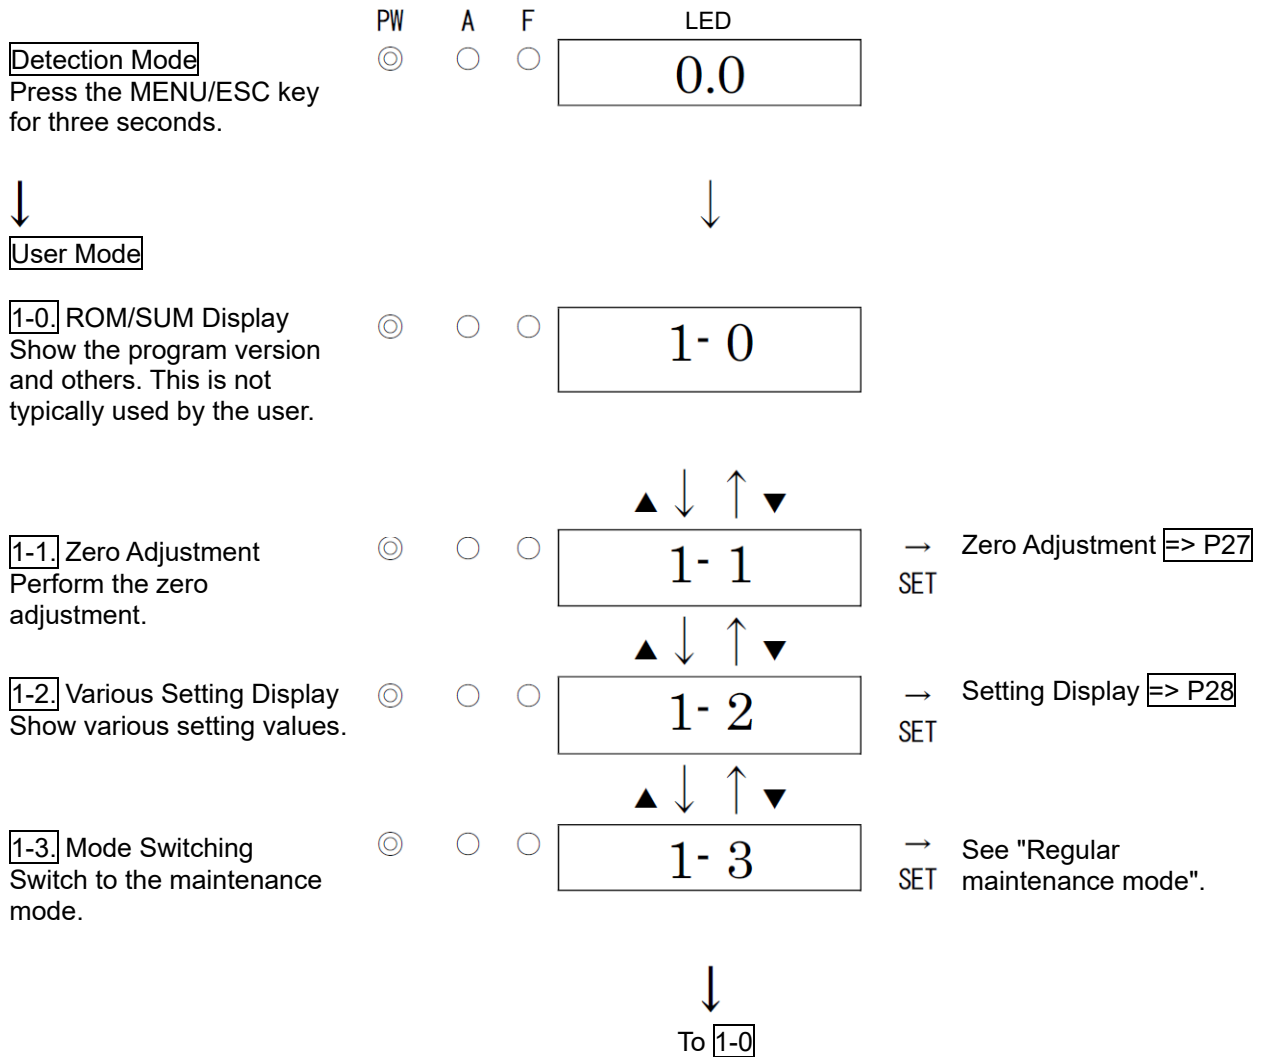 PW A F LED
Detection Mode
Press the MENU/ESC key
for three seconds.
◎ ○ ○ 0.0
↓ ↓
User Mode
1-0. ROM/SUM Display
Show the program version
and others. This is not
typically used by the user.
◎ ○ ○ 1- 0
▲ ↓ ↑ ▼
1-1. Zero Adjustment
Perform the zero
adjustment.
◎ ○ ○ 1- 1
→ Zero Adjustment => P27
SET
▲ ↓ ↑ ▼
1-2. Various Setting Display
Show various setting values.
◎ ○ ○ 1- 2
→ Setting Display => P28
SET
▲ ↓ ↑ ▼
1-3. Mode Switching
Switch to the maintenance
mode.
◎ ○ ○ 1- 3
→ See "Regular
SET maintenance mode".
↓
To 1-0